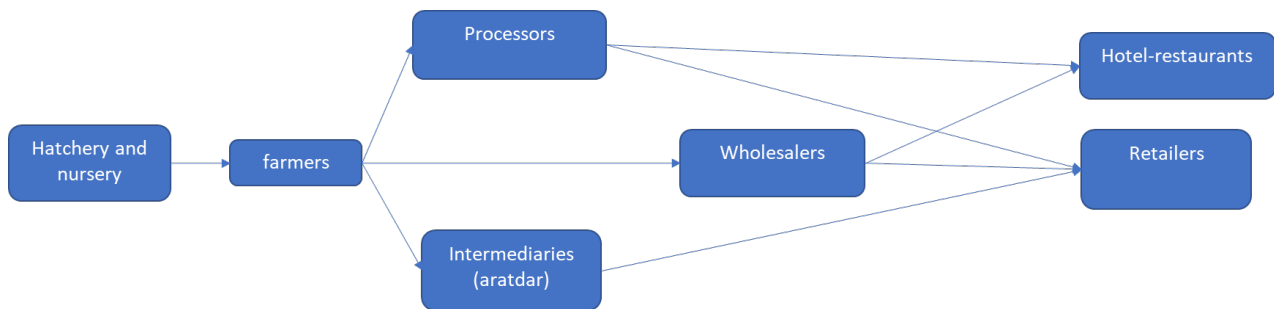 Processors
Hotel-restaurants
Hatchery and
nursery
farmers
Wholesalers
Retailers
Intermediaries
(aratdar)